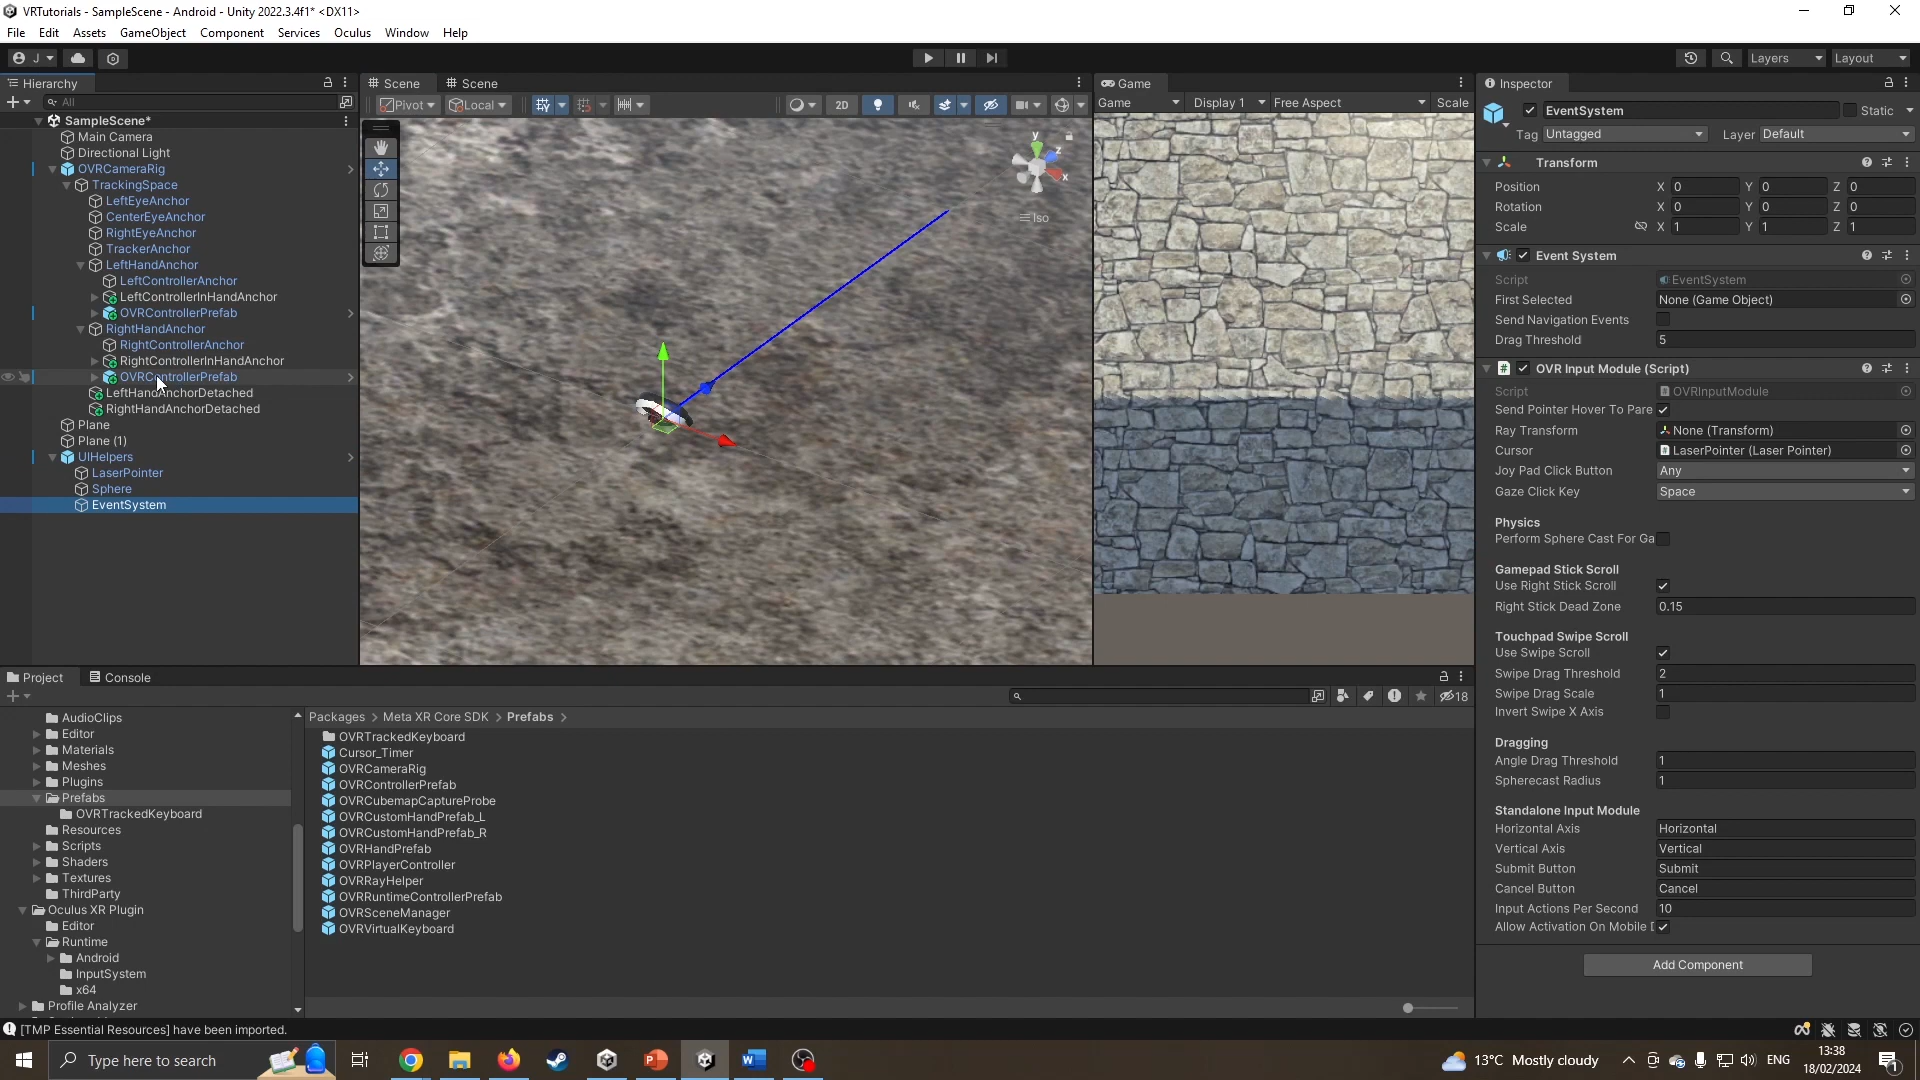 VRTutorials - SampleScene - Android - Unity 2022.3.4f1* <DX11>
File Edit Assets GameObject Component Services Oculus Window Help
J
Layers Layout
Hierarchy
All
SampleScene*
Main Camera
Directional Light
OVRCameraRig
TrackingSpace
LeftEyeAnchor
CenterEyeAnchor
RightEyeAnchor
TrackerAnchor
LeftHandAnchor
LeftControllerAnchor
LeftControllerInHandAnchor
OVRControllerPrefab
RightHandAnchor
RightControllerAnchor
RightControllerInHandAnchor
OVRControllerPrefab
LeftHandAnchorDetached
RightHandAnchorDetached
Plane
Plane (1)
UIHelpers
LaserPointer
Sphere
EventSystem
Scene Scene
Pivot Local 2D
y
z
x
Iso
Game
Game Display 1 Free Aspect Scale
Inspector
EventSystem Static
Tag Untagged Layer Default
Transform
Position X 0 Y 0 Z 0
Rotation X 0 Y 0 Z 0
Scale X 1 Y 1 Z 1
Event System
Script EventSystem
First Selected None (Game Object)
Send Navigation Events
Drag Threshold 5
OVR Input Module (Script)
Script OVRInputModule
Send Pointer Hover To Pare
Ray Transform None (Transform)
Cursor LaserPointer (Laser Pointer)
Joy Pad Click Button Any
Gaze Click Key Space
Physics
Perform Sphere Cast For Ga
Gamepad Stick Scroll
Use Right Stick Scroll
Right Stick Dead Zone 0.15
Touchpad Swipe Scroll
Use Swipe Scroll
Swipe Drag Threshold 2
Swipe Drag Scale 1
Invert Swipe X Axis
Dragging
Angle Drag Threshold 1
Spherecast Radius 1
Standalone Input Module
Horizontal Axis Horizontal
Vertical Axis Vertical
Submit Button Submit
Cancel Button Cancel
Input Actions Per Second 10
Allow Activation On Mobile
Add Component
Project Console
18
AudioClips
Editor
Materials
Meshes
Plugins
Prefabs
OVRTrackedKeyboard
Resources
Scripts
Shaders
Textures
ThirdParty
Oculus XR Plugin
Editor
Runtime
Android
InputSystem
x64
Profile Analyzer
Packages > Meta XR Core SDK > Prefabs >
OVRTrackedKeyboard
Cursor_Timer
OVRCameraRig
OVRControllerPrefab
OVRCubemapCaptureProbe
OVRCustomHandPrefab_L
OVRCustomHandPrefab_R
OVRHandPrefab
OVRPlayerController
OVRRayHelper
OVRRuntimeControllerPrefab
OVRSceneManager
OVRVirtualKeyboard
[TMP Essential Resources] have been imported.
Type here to search
13°C Mostly cloudy ENG 13:38
18/02/2024